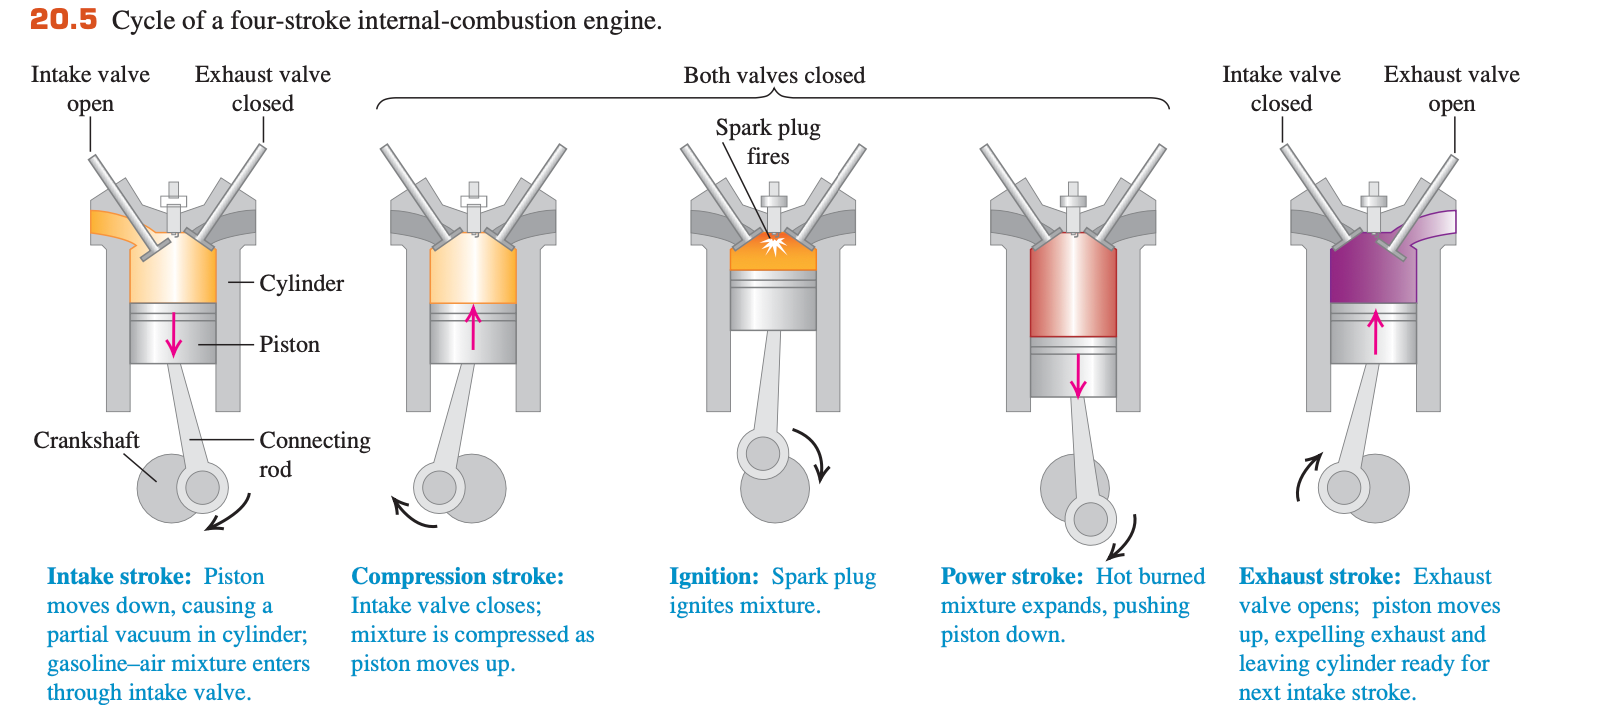 20.5 Cycle of a four-stroke internal-combustion engine.
Intake valve
open
Exhaust valve
closed
Both valves closed
Spark plug
fires
Intake valve
closed
Exhaust valve
open
Cylinder
Piston
Crankshaft
Connecting
rod
Intake stroke: Piston
moves down, causing a
partial vacuum in cylinder;
gasoline–air mixture enters
through intake valve.
Compression stroke:
Intake valve closes;
mixture is compressed as
piston moves up.
Ignition: Spark plug
ignites mixture.
Power stroke: Hot burned
mixture expands, pushing
piston down.
Exhaust stroke: Exhaust
valve opens; piston moves
up, expelling exhaust and
leaving cylinder ready for
next intake stroke.